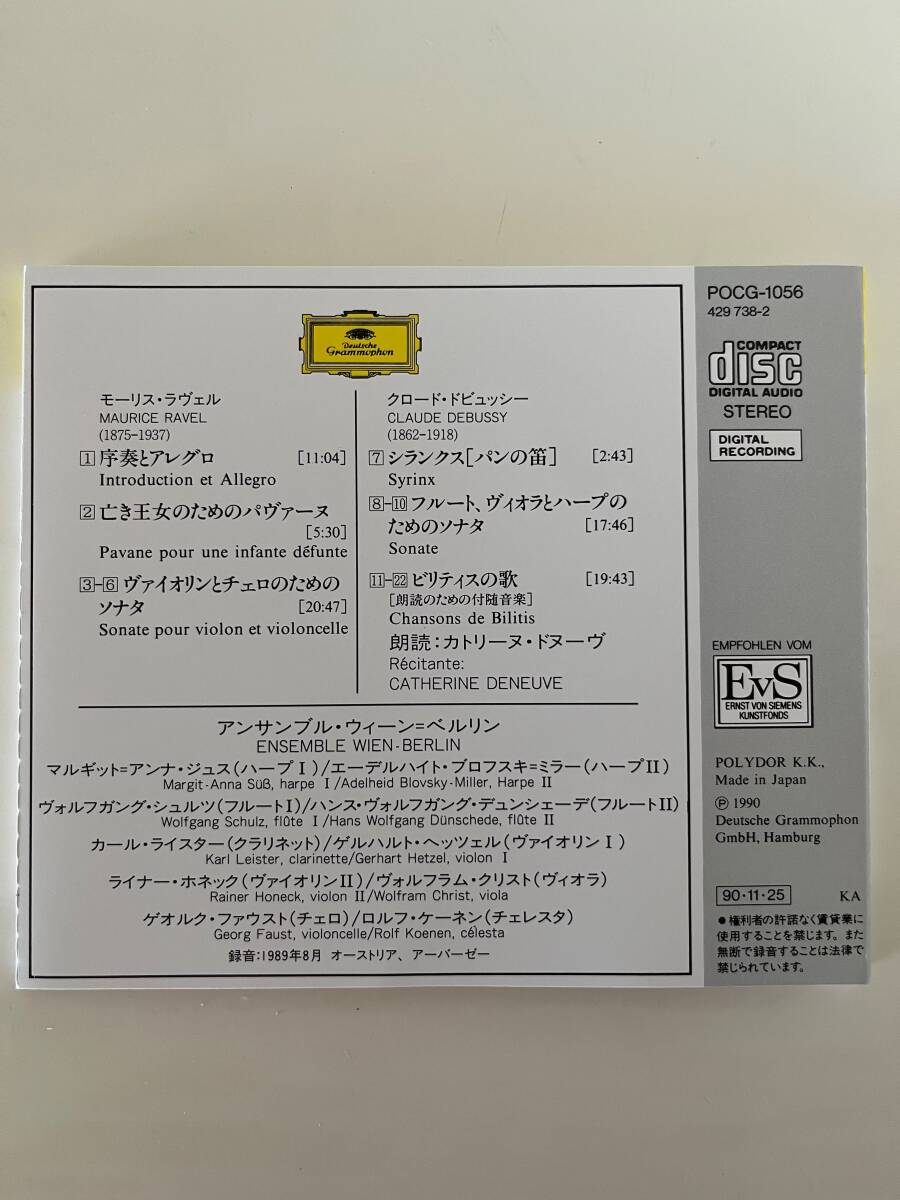 Deutsche
Grammophon
モーリス・ラヴェル
MAURICE RAVEL
(1875-1937)
1 序奏とアレグロ [11:04]
Introduction et Allegro
2 亡き王女のためのパヴァーヌ
[5:30]
Pavane pour une infante défunte
3-6 ヴァイオリンとチェロのための
ソナタ [20:47]
Sonate pour violon et violoncelle
クロード・ドビュッシー
CLAUDE DEBUSSY
(1862-1918)
7 シランクス[パンの笛] [2:43]
Syrinx
8-10 フルート、ヴィオラとハープの
ためのソナタ [17:46]
Sonate
11-22 ビリティスの歌 [19:43]
[朗読のための付随音楽]
Chansons de Bilitis
朗読:カトリーヌ・ドヌーヴ
Récitante:
CATHERINE DENEUVE
アンサンブル・ウィーン=ベルリン
ENSEMBLE WIEN-BERLIN
マルギット=アンナ・ジュス(ハープⅠ)/エーデルハイト・ブロフスキ=ミラー(ハープⅡ)
Margit-Anna Süß, harpe Ⅰ/Adelheid Blovsky-Miller, Harpe Ⅱ
ヴォルフガング・シュルツ(フルートⅠ)/ハンス・ヴォルフガング・デュンシェーデ(フルートⅡ)
Wolfgang Schulz, flûte Ⅰ/Hans Wolfgang Dünschede, flûte Ⅱ
カール・ライスター(クラリネット)/ゲルハルト・ヘッツェル(ヴァイオリンⅠ)
Karl Leister, clarinette/Gerhart Hetzel, violon Ⅰ
ライナー・ホネック(ヴァイオリンⅡ)/ヴォルフラム・クリスト(ヴィオラ)
Rainer Honeck, violon Ⅱ/Wolfram Christ, viola
ゲオルク・ファウスト(チェロ)/ロルフ・ケーネン(チェレスタ)
Georg Faust, violoncelle/Rolf Koenen, célesta
録音:1989年8月 オーストリア、アーバーゼー
POCG-1056
429 738-2
COMPACT
disc
DIGITAL AUDIO
STEREO
DIGITAL
RECORDING
EMPFOHLEN VOM
EvS
ERNST VON SIEMENS
KUNSTFONDS
POLYDOR K.K.,
Made in Japan
℗ 1990
Deutsche Grammophon
GmbH, Hamburg
90・11・25 KA
●権利者の許諾なく賃貸業に
使用することを禁じます。また
無断で録音することは法律で
禁じられています。